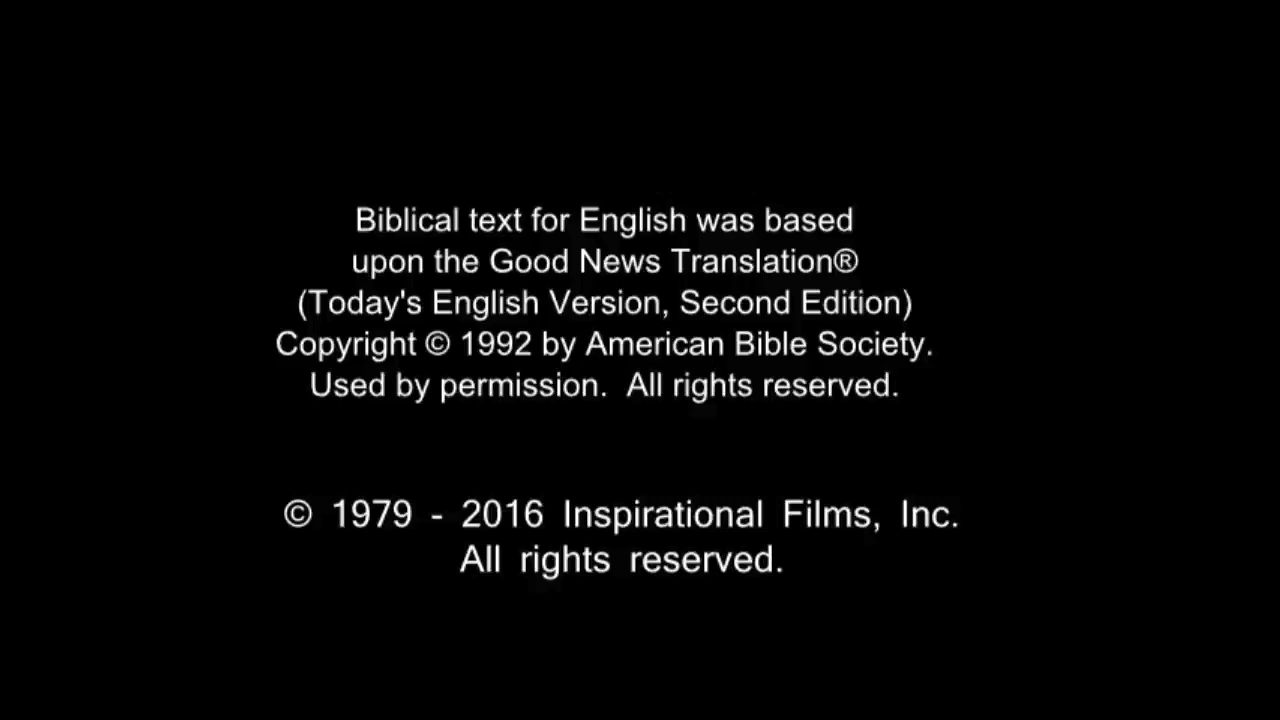 Biblical text for English was based
upon the Good News Translation®
(Today's English Version, Second Edition)
Copyright © 1992 by American Bible Society.
Used by permission.  All rights reserved.
© 1979 - 2016 Inspirational Films, Inc.
All rights reserved.